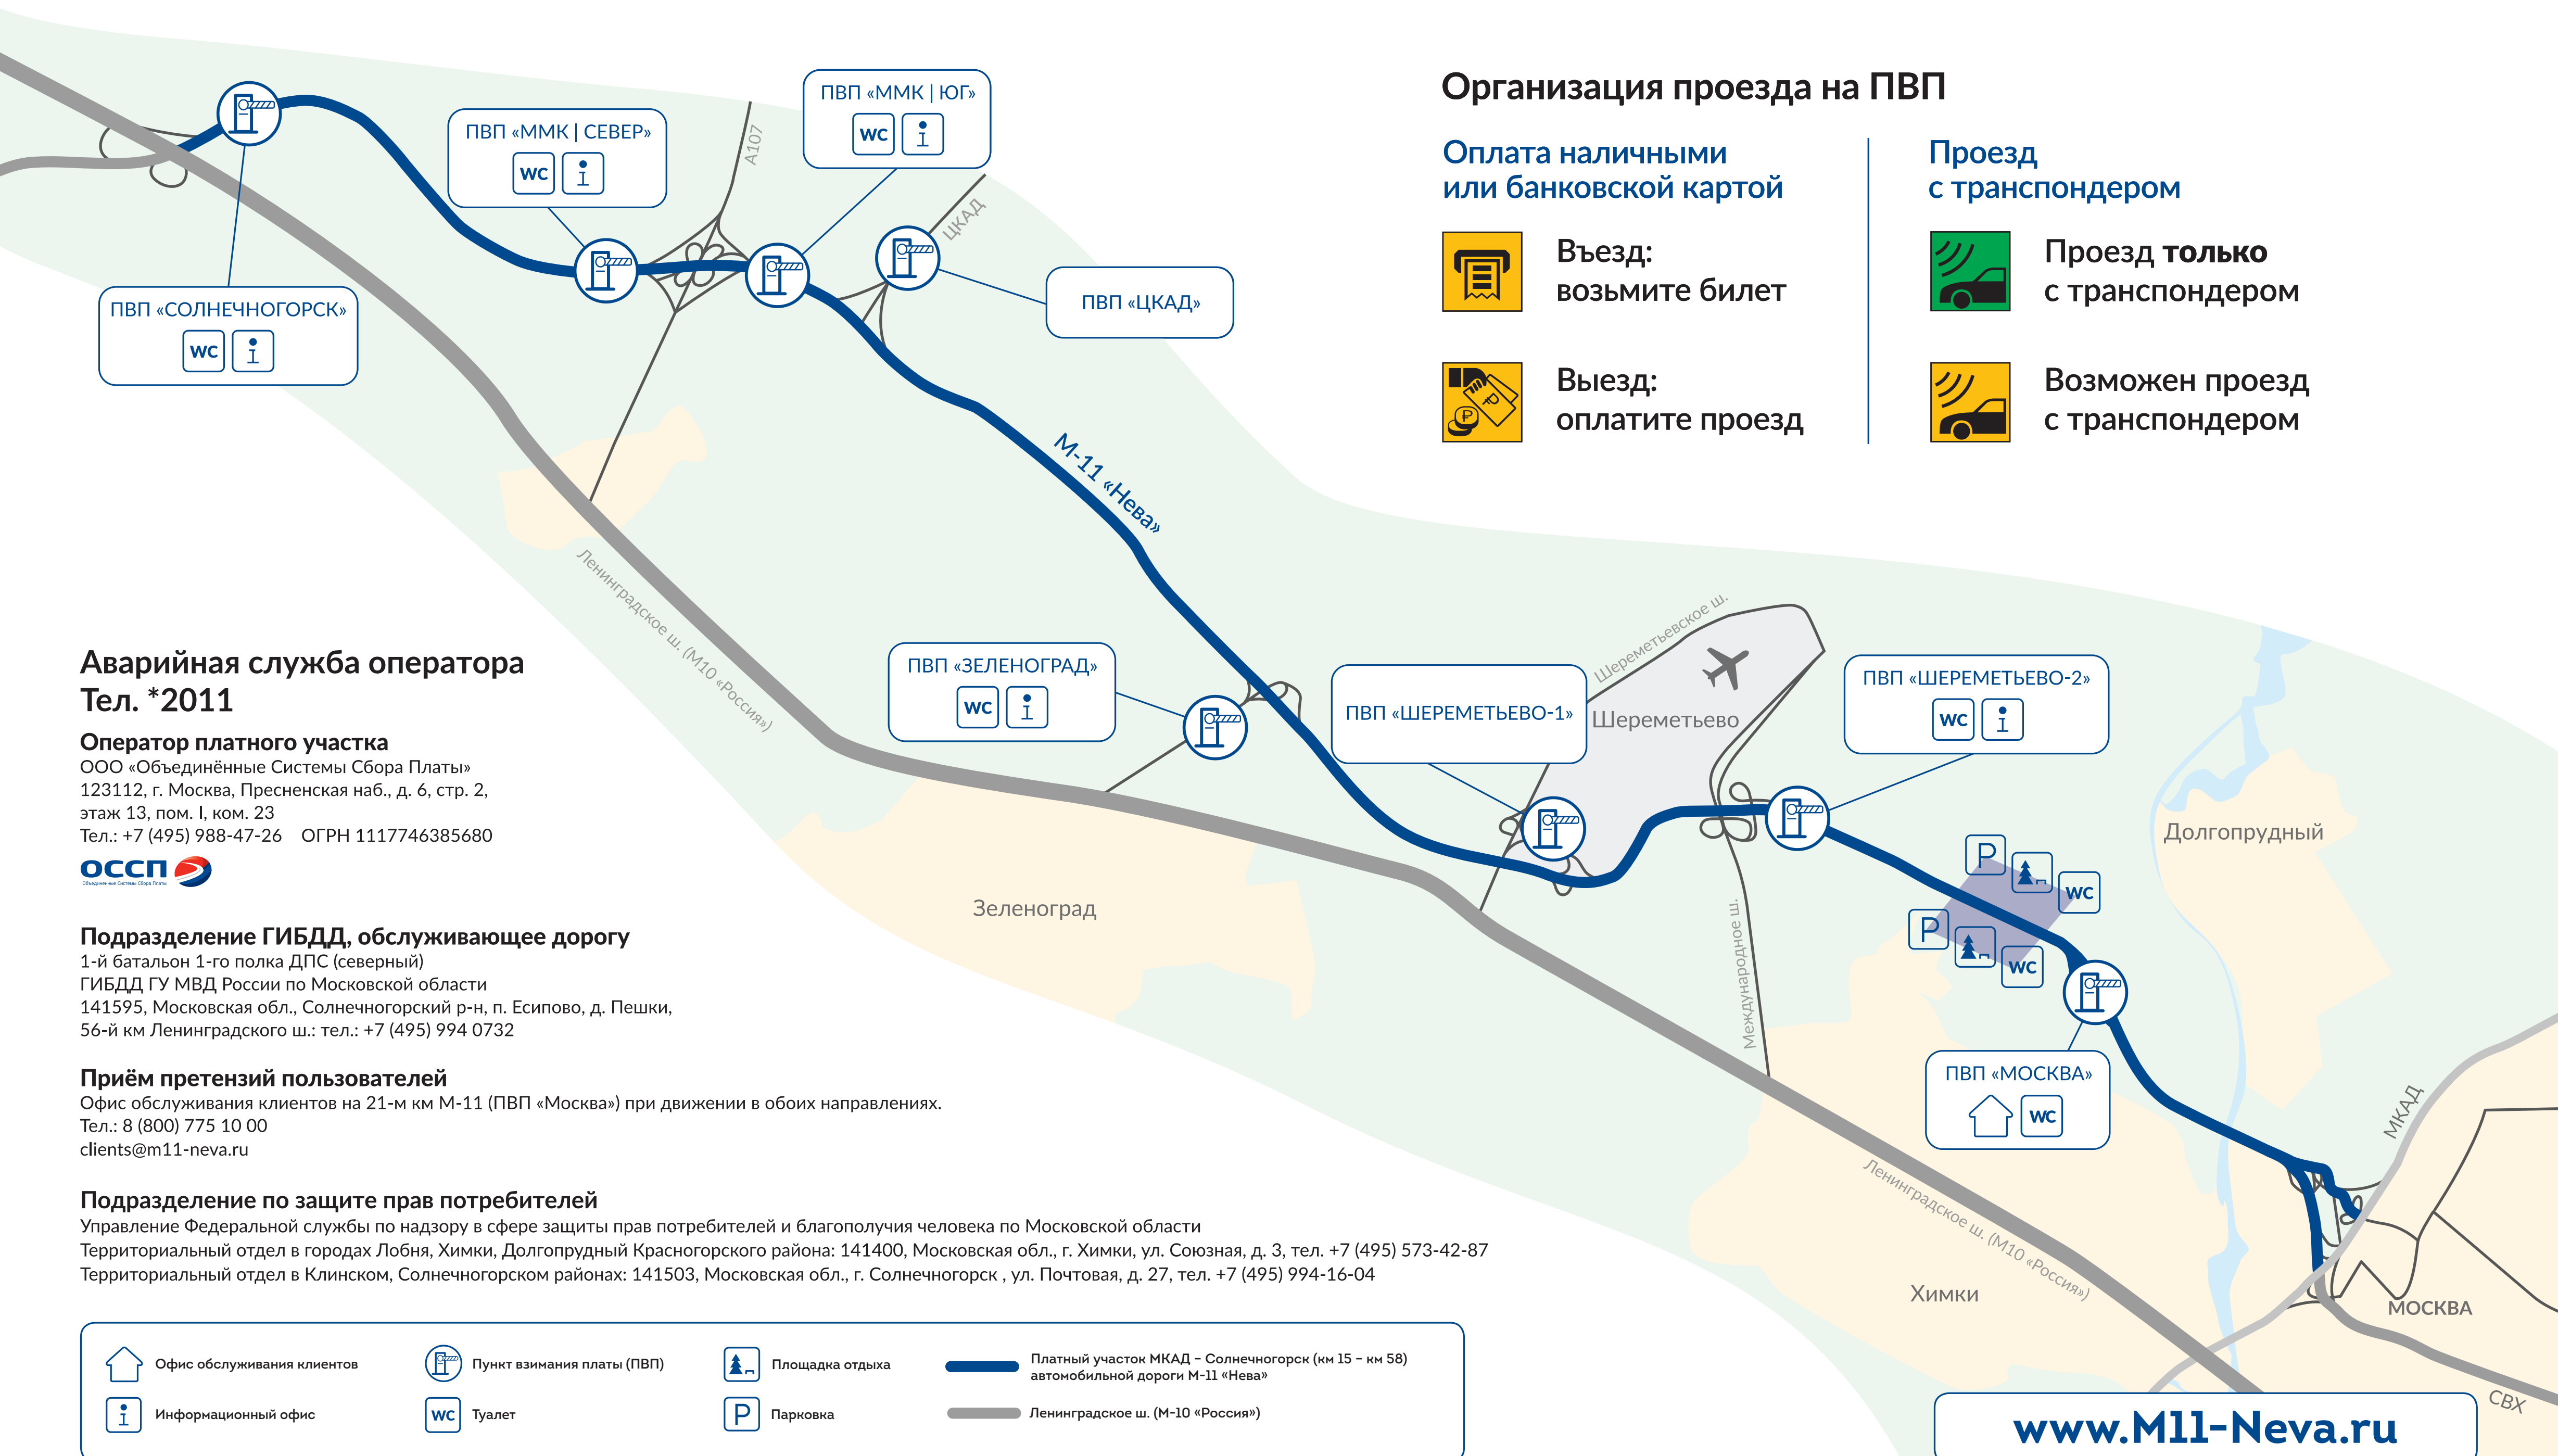 ПВП «ММК | ЮГ»
WC i
ПВП «ММК | СЕВЕР»
WC i
А107
ЦКАД
ПВП «ЦКАД»
ПВП «СОЛНЕЧНОГОРСК»
WC i
Организация проезда на ПВП
Оплата наличными
или банковской картой
Въезд:
возьмите билет
Выезд:
оплатите проезд
Проезд
с транспондером
Проезд только
с транспондером
Возможен проезд
с транспондером
М-11 «Нева»
Ленинградское ш. (М10 «Россия»)
ПВП «ЗЕЛЕНОГРАД»
WC i
ПВП «ШЕРЕМЕТЬЕВО-1»
Шереметьевское ш.
Шереметьево
ПВП «ШЕРЕМЕТЬЕВО-2»
WC i
Долгопрудный
P
WC
P
WC
Зеленоград
Международное ш.
ПВП «МОСКВА»
WC
МКАД
Ленинградское ш. (М10 «Россия»)
Химки
МОСКВА
СВХ
www.M11-Neva.ru
Аварийная служба оператора
Тел. *2011
Оператор платного участка
ООО «Объединённые Системы Сбора Платы»
123112, г. Москва, Пресненская наб., д. 6, стр. 2,
этаж 13, пом. I, ком. 23
Тел.: +7 (495) 988-47-26 ОГРН 1117746385680
ОССП
Объединенные Системы Сбора Платы
Подразделение ГИБДД, обслуживающее дорогу
1-й батальон 1-го полка ДПС (северный)
ГИБДД ГУ МВД России по Московской области
141595, Московская обл., Солнечногорский р-н, п. Есипово, д. Пешки,
56-й км Ленинградского ш.: тел.: +7 (495) 994 0732
Приём претензий пользователей
Офис обслуживания клиентов на 21-м км М-11 (ПВП «Москва») при движении в обоих направлениях.
Тел.: 8 (800) 775 10 00
clients@m11-neva.ru
Подразделение по защите прав потребителей
Управление Федеральной службы по надзору в сфере защиты прав потребителей и благополучия человека по Московской области
Территориальный отдел в городах Лобня, Химки, Долгопрудный Красногорского района: 141400, Московская обл., г. Химки, ул. Союзная, д. 3, тел. +7 (495) 573-42-87
Территориальный отдел в Клинском, Солнечногорском районах: 141503, Московская обл., г. Солнечногорск , ул. Почтовая, д. 27, тел. +7 (495) 994-16-04
Офис обслуживания клиентов
i Информационный офис
Пункт взимания платы (ПВП)
WC Туалет
Площадка отдыха
P Парковка
Платный участок МКАД – Солнечногорск (км 15 – км 58)
автомобильной дороги М-11 «Нева»
Ленинградское ш. (М-10 «Россия»)